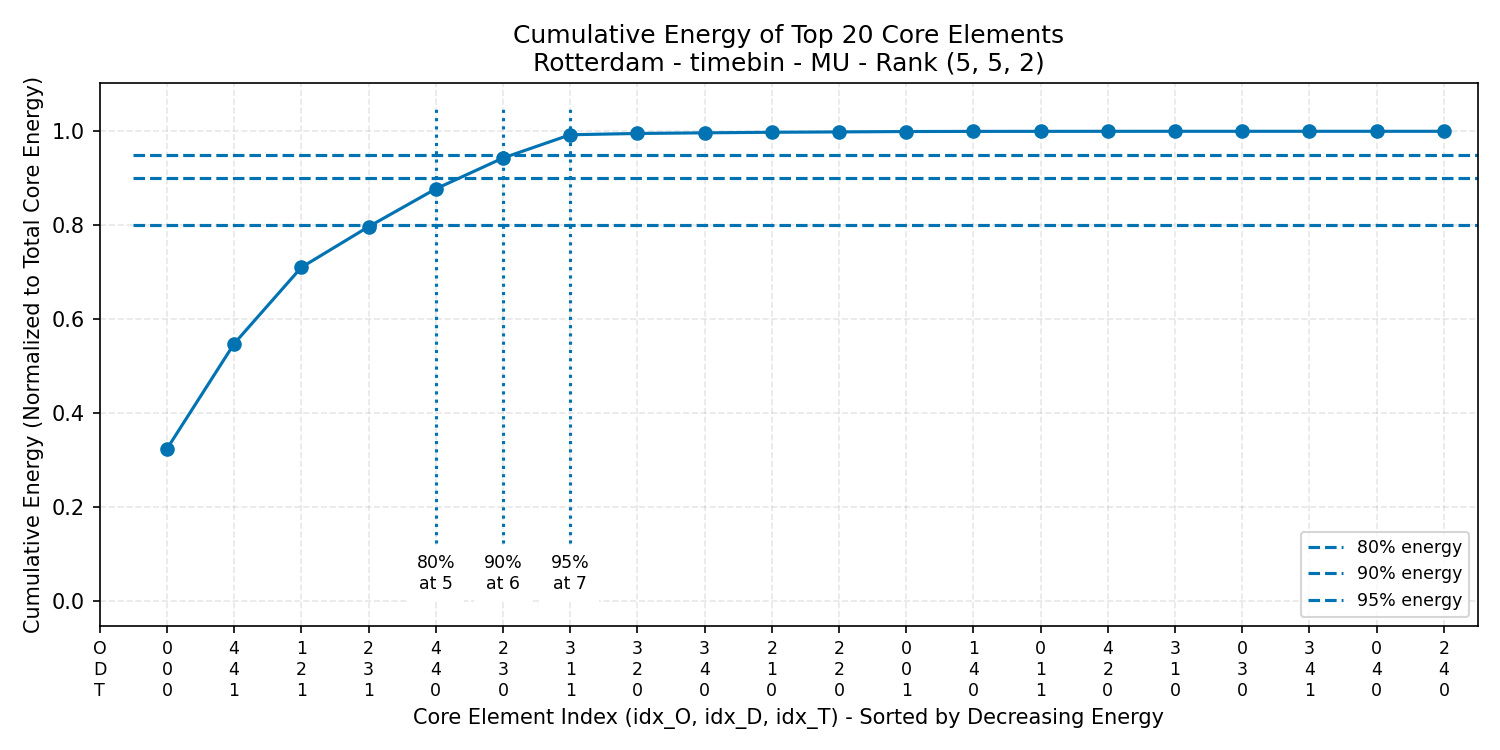 Cumulative Energy of Top 20 Core Elements
Rotterdam - timebin - MU - Rank (5, 5, 2)
Cumulative Energy (Normalized to Total Core Energy)
1.0
0.8
0.6
0.4
0.2
0.0
80% at 5
90% at 6
95% at 7
80% energy
90% energy
95% energy
O 0 4 1 2 4 2 3 3 3 2 2 0 1 0 4 3 0 3 0 2
D 0 4 2 3 4 3 1 2 4 1 2 0 4 1 2 1 3 4 4 4
T 0 1 1 1 0 0 1 0 0 0 0 1 0 1 0 0 0 1 0 0
Core Element Index (idx_O, idx_D, idx_T) - Sorted by Decreasing Energy